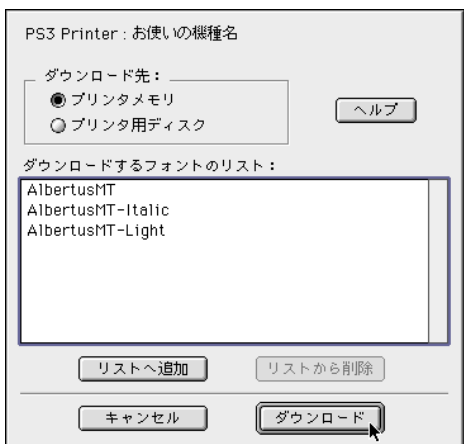 PS3 Printer : お使いの機種名
ダウンロード先：
プリンタメモリ
プリンタ用ディスク
ヘルプ
ダウンロードするフォントのリスト：
AlbertusMT
AlbertusMT-Italic
AlbertusMT-Light
リストへ追加
リストから削除
キャンセル
ダウンロード